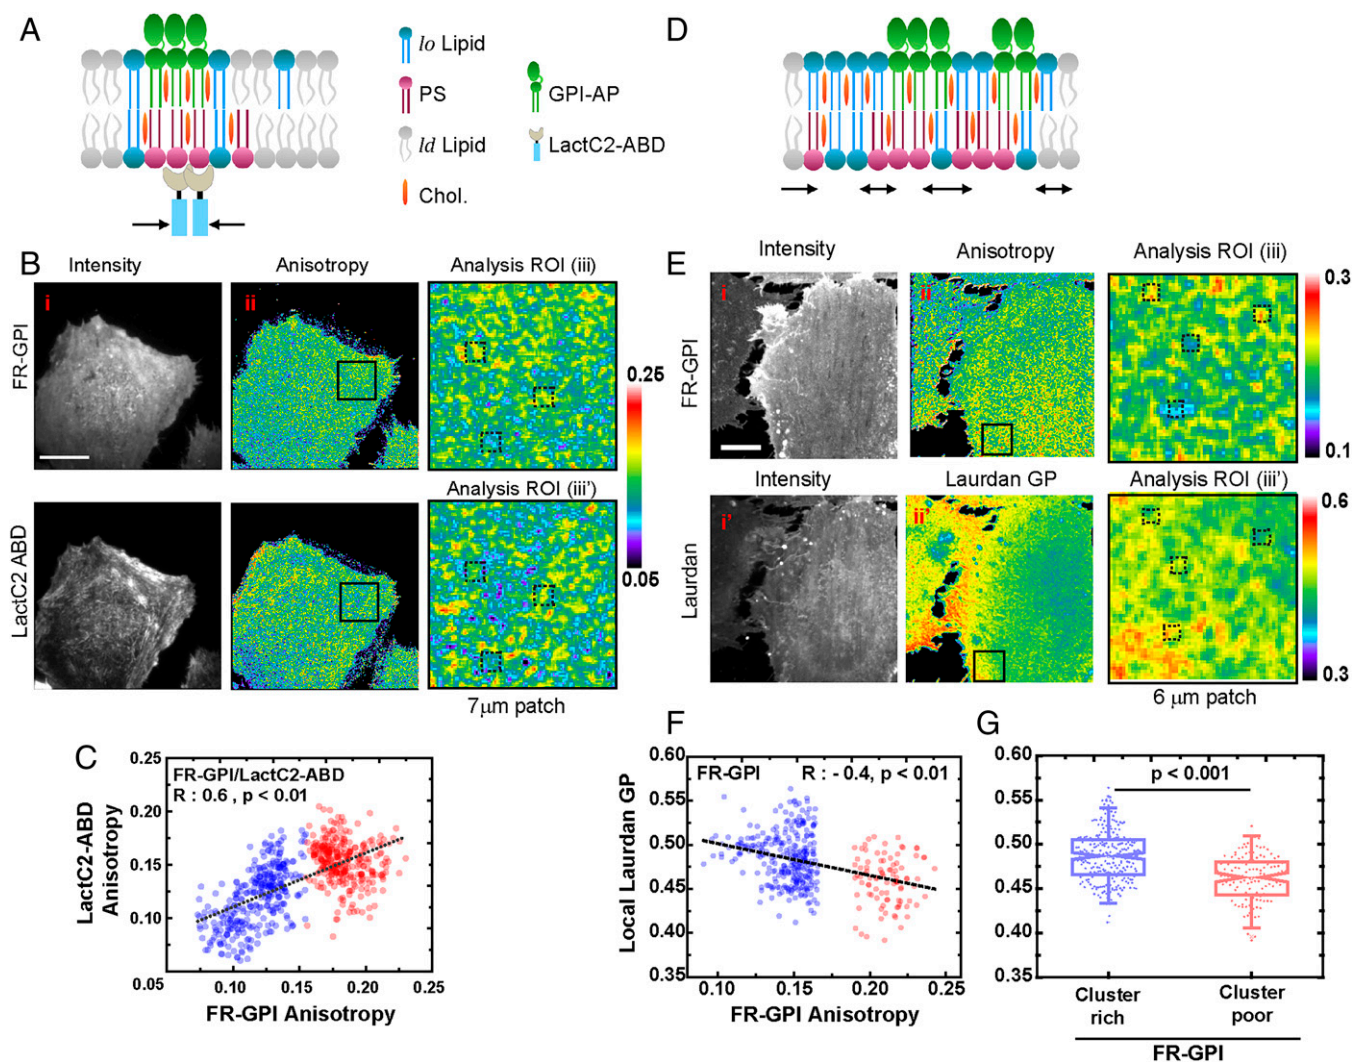 A
lo Lipid
PS
ld Lipid
Chol.
GPI-AP
LactC2-ABD
D
B
Intensity
Anisotropy
Analysis ROI (iii)
FR-GPI
i
ii
0.25
0.05
LactC2 ABD
Analysis ROI (iii')
7μm patch
E
Intensity
Anisotropy
Analysis ROI (iii)
FR-GPI
i
ii
0.3
0.1
Intensity
Laurdan GP
Analysis ROI (iii')
Laurdan
i'
ii'
0.6
0.3
6 μm patch
C
FR-GPI/LactC2-ABD
R : 0.6 , p < 0.01
LactC2-ABD
Anisotropy
0.25
0.20
0.15
0.10
0.05
0.10
0.15
0.20
0.25
FR-GPI Anisotropy
F
FR-GPI
R : - 0.4, p < 0.01
Local Laurdan GP
0.60
0.55
0.50
0.45
0.40
0.35
0.10
0.15
0.20
0.25
FR-GPI Anisotropy
G
p < 0.001
0.60
0.55
0.50
0.45
0.40
0.35
Cluster
rich
Cluster
poor
FR-GPI